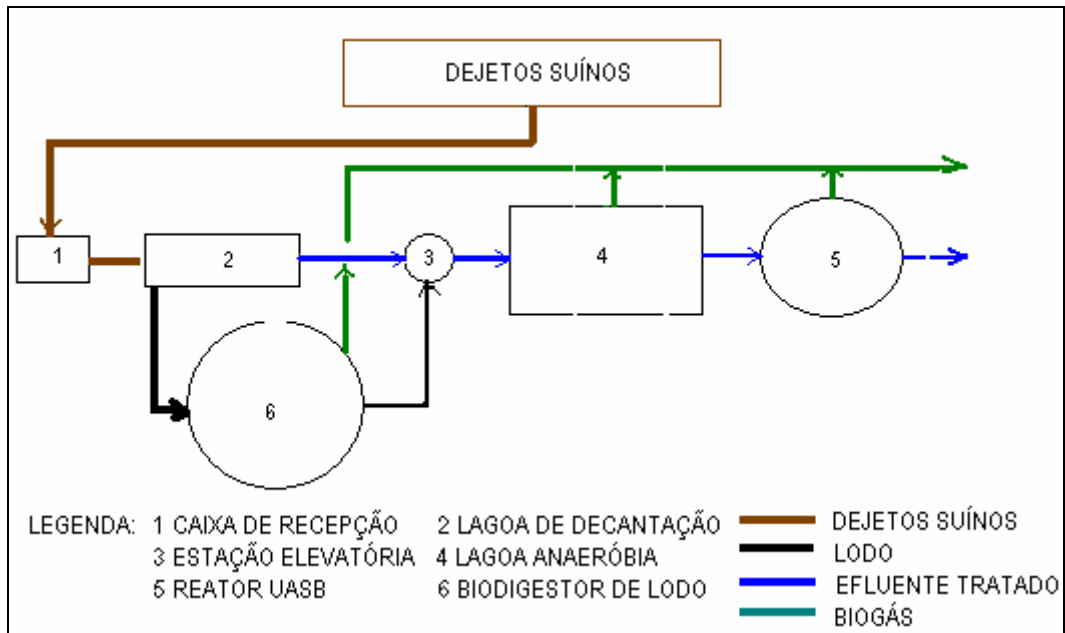 DEJETOS SUÍNOS
1
2
3
4
5
6
LEGENDA: 1 CAIXA DE RECEPÇÃO 2 LAGOA DE DECANTAÇÃO
3 ESTAÇÃO ELEVATÓRIA 4 LAGOA ANAERÓBIA
5 REATOR UASB 6 BIODIGESTOR DE LODO
DEJETOS SUÍNOS
LODO
EFLUENTE TRATADO
BIOGÁS